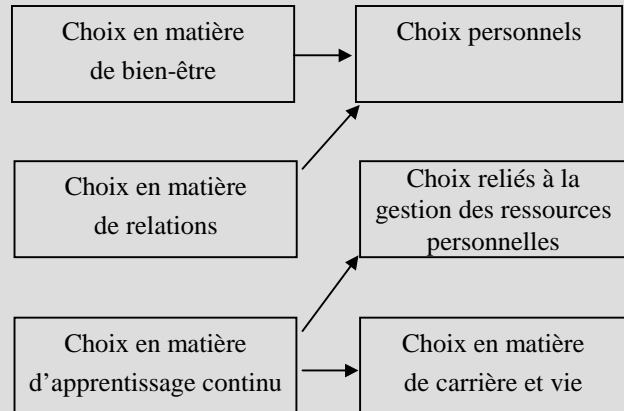 Choix en matière
de bien-être
Choix personnels
Choix en matière
de relations
Choix reliés à la
gestion des ressources
personnelles
Choix en matière
d'apprentissage continu
Choix en matière
de carrière et vie